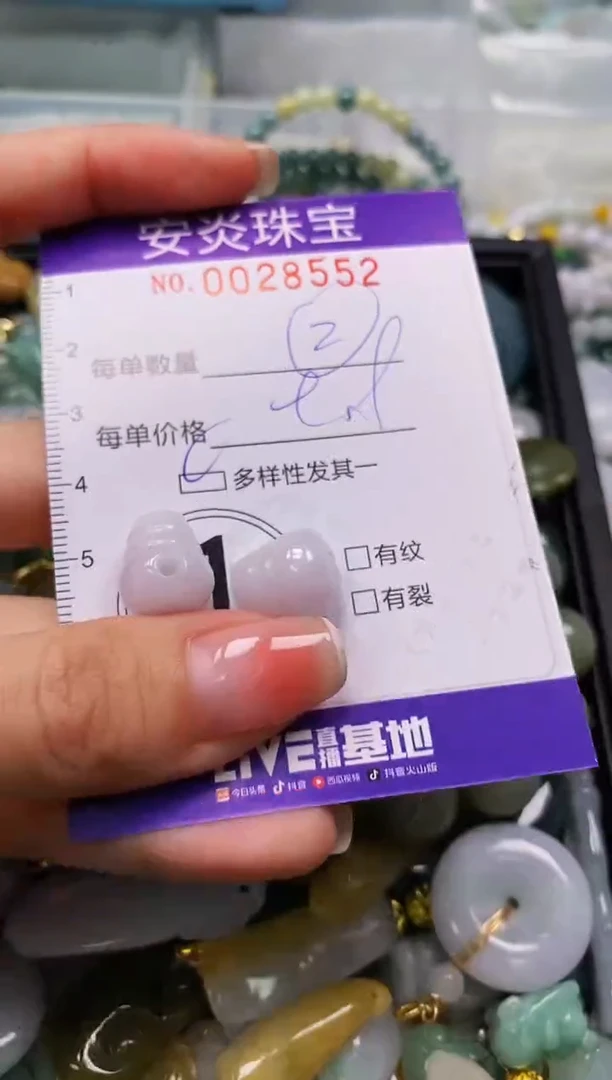 安炎珠宝
NO. 0028552
1
2
3
4
5
每单数量 2
每单价格
多样性发其一
1
有纹
有裂
LIVE直播基地
今日头条 抖音 西瓜视频 抖音火山版